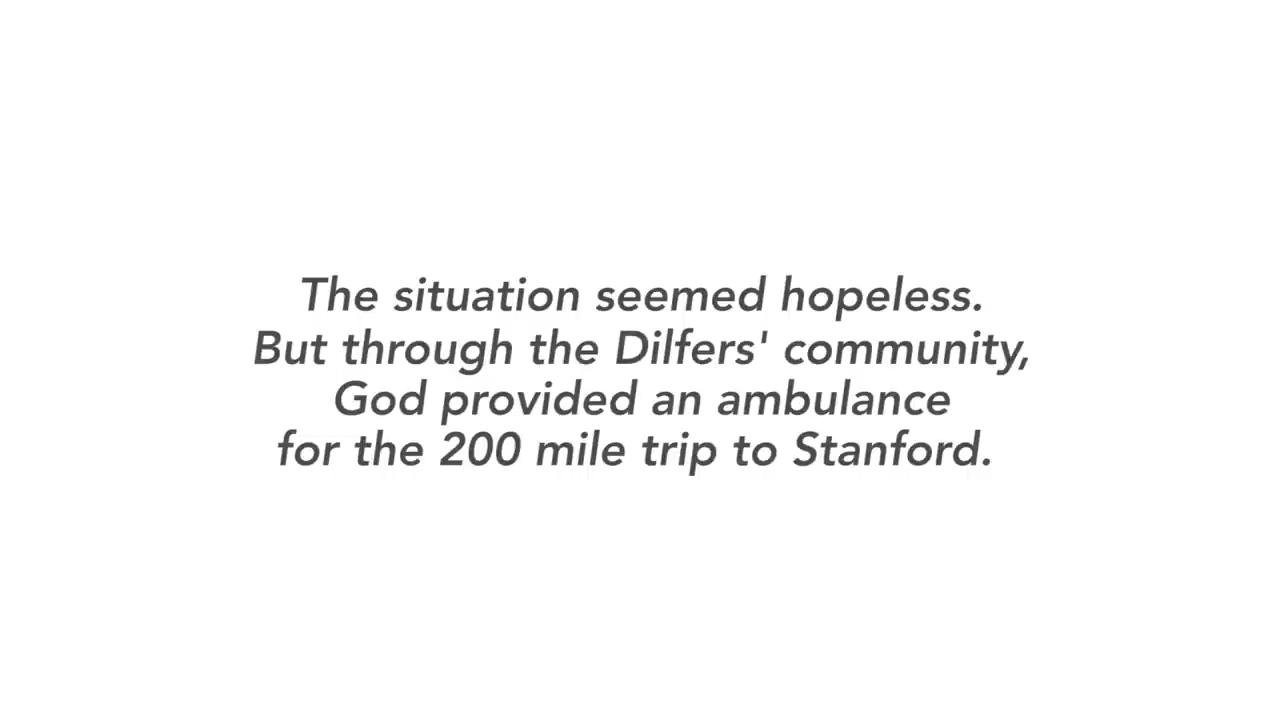 The situation seemed hopeless.
But through the Dilfers' community,
God provided an ambulance
for the 200 mile trip to Stanford.